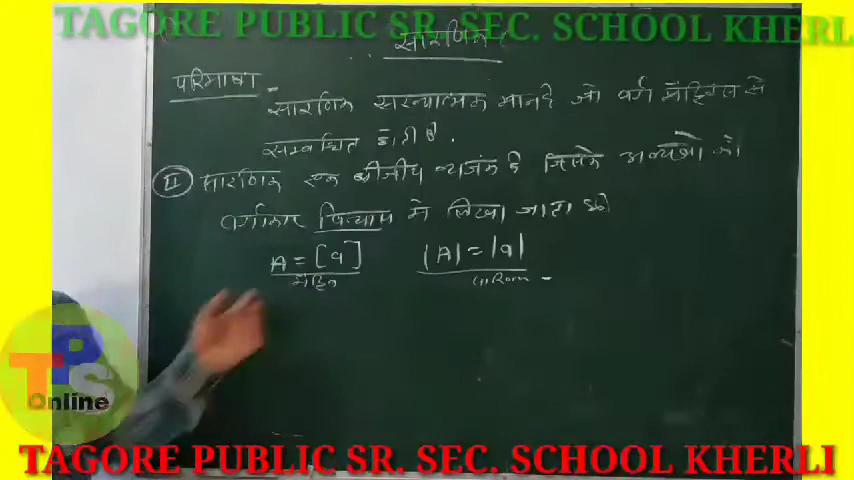 TAGORE PUBLIC SR. SEC. SCHOOL KHERLI
सारणिक
परिभाषा -
सारणिक संख्यात्मक मान है जो वर्ग मैट्रिक्स से
सम्बन्धित होती है .
II सारणिक एक बीजीय व्यंजंक है जिसके अवयवो को
वर्गाकार विन्यास मे लिखा जाता
A = [a] |A| = |a|
TPS
Online
TAGORE PUBLIC SR. SEC. SCHOOL KHERLI